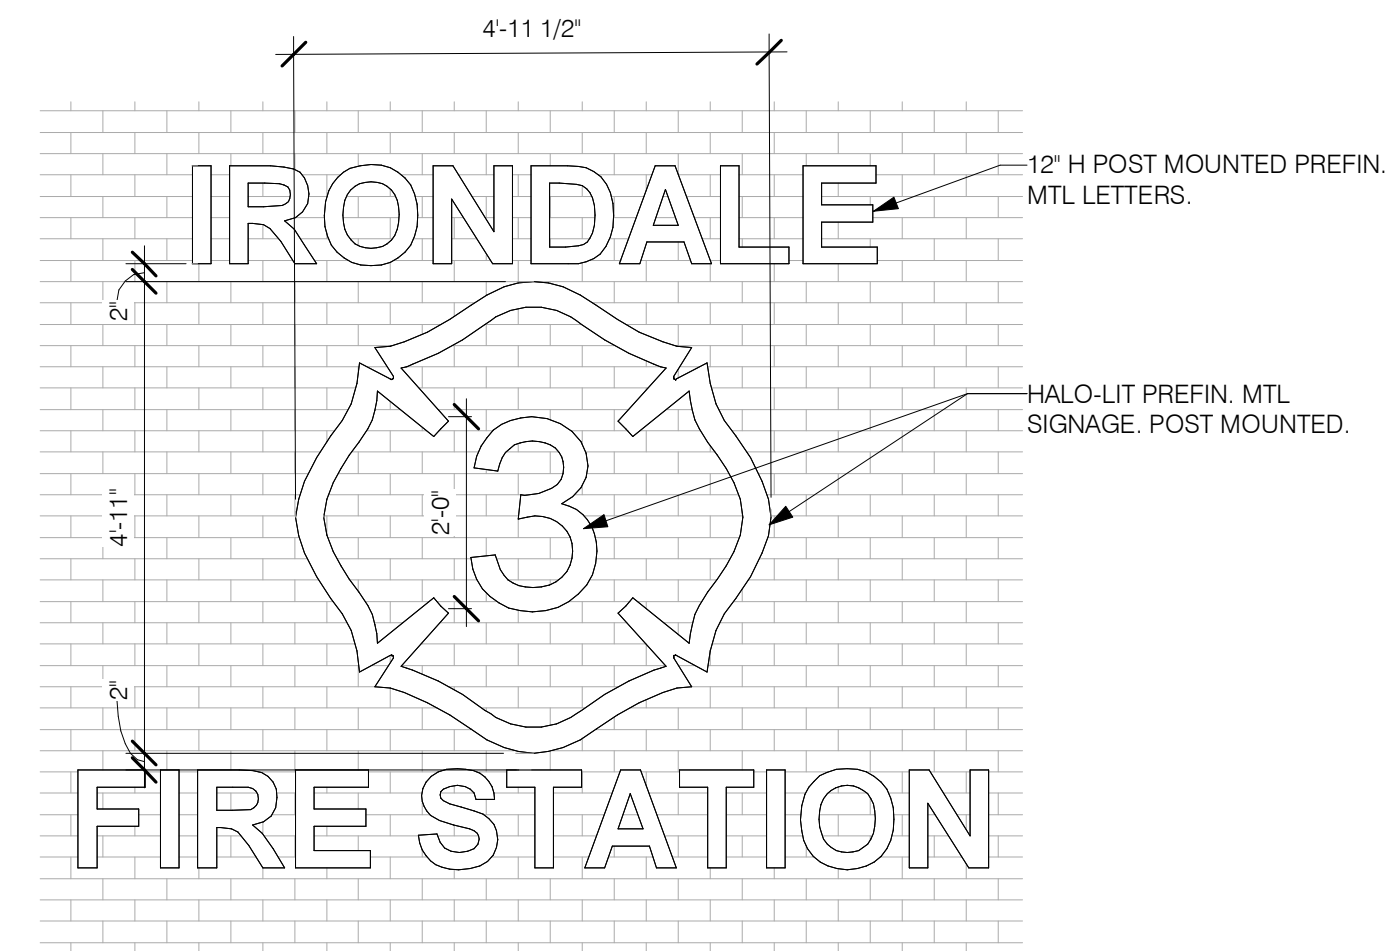 4'-11 1/2"
IRONDALE
12" H POST MOUNTED PREFIN.
MTL LETTERS.
2"
HALO-LIT PREFIN. MTL
SIGNAGE. POST MOUNTED.
3
2'-0"
4'-11"
2"
FIRE STATION